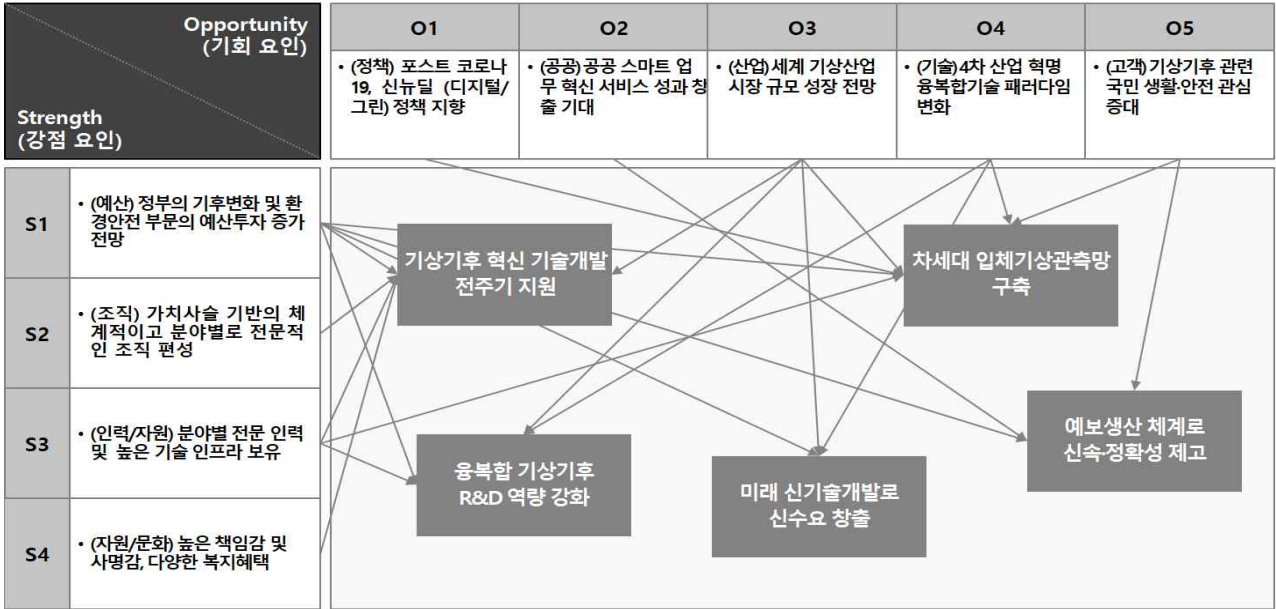 Opportunity
(기회 요인)
Strength
(강점 요인)
O1
O2
O3
O4
O5
• (정책) 포스트 코로나
19, 신뉴딜 (디지털/
그린) 정책 지향
• (공공) 공공 스마트 업
무 혁신 서비스 성과 창
출 기대
• (산업) 세계 기상산업
시장 규모 성장 전망
• (기술) 4차 산업 혁명
융복합기술 패러다임
변화
• (고객) 기상기후 관련
국민 생활·안전 관심
증대
S1
• (예산) 정부의 기후변화 및 환
경안전 부문의 예산투자 증가
전망
S2
• (조직) 가치사슬 기반의 체
계적이고 분야별로 전문적
인 조직 편성
S3
• (인력/자원) 분야별 전문 인력
및 높은 기술 인프라 보유
S4
• (자원/문화) 높은 책임감 및
사명감, 다양한 복지혜택
기상기후 혁신 기술개발
전주기 지원
차세대 입체기상관측망
구축
예보생산 체계로
신속·정확성 제고
융복합 기상기후
R&D 역량 강화
미래 신기술개발로
신수요 창출